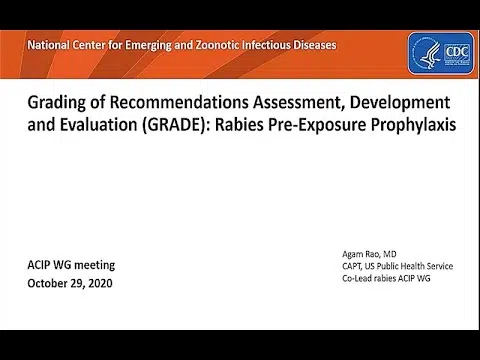 National Center for Emerging and Zoonotic Infectious Diseases
CDC
Grading of Recommendations Assessment, Development
and Evaluation (GRADE): Rabies Pre-Exposure Prophylaxis
ACIP WG meeting
October 29, 2020
Agam Rao, MD
CAPT, US Public Health Service
Co-Lead rabies ACIP WG